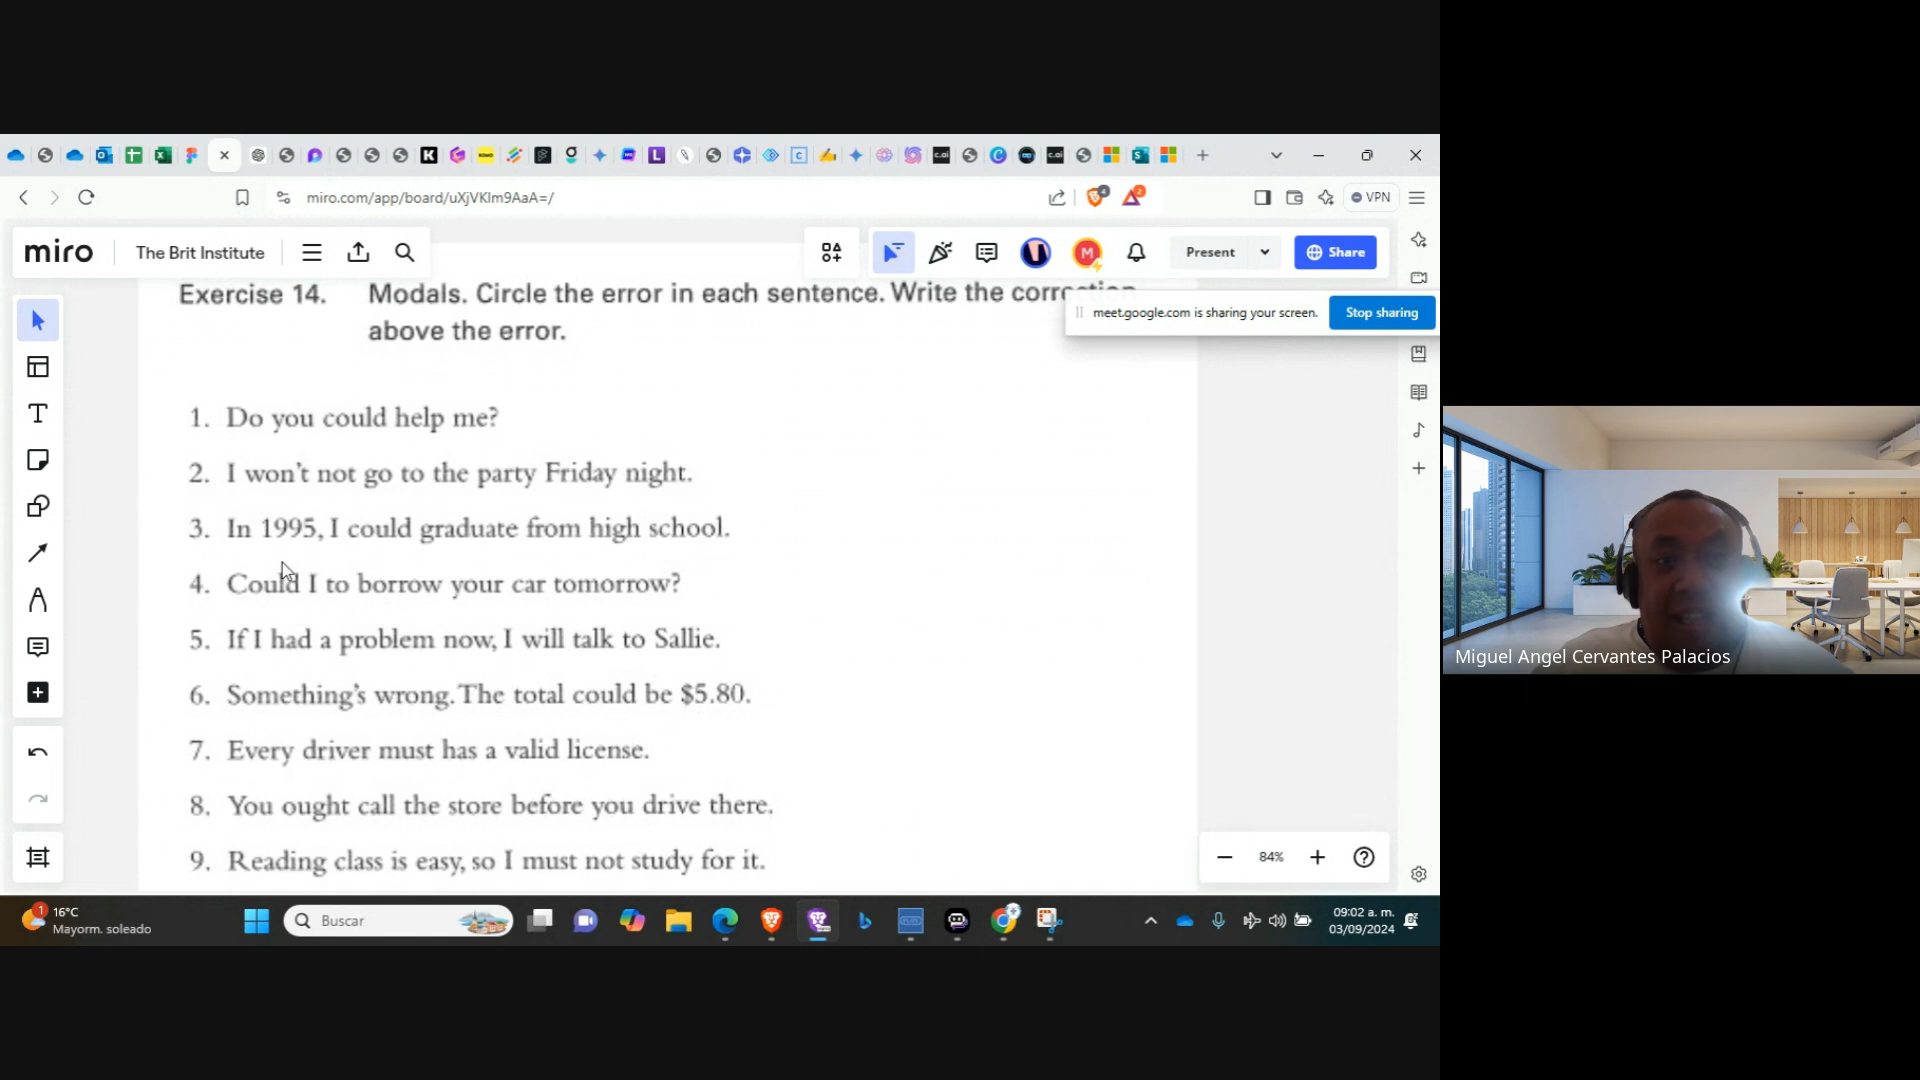 miro.com/app/board/uXjVKlm9AaA=/
VPN
miro
The Brit Institute
Present
Share
Exercise 14. Modals. Circle the error in each sentence. Write the correction
above the error.
meet.google.com is sharing your screen.
Stop sharing
1. Do you could help me?
2. I won't not go to the party Friday night.
3. In 1995, I could graduate from high school.
4. Could I to borrow your car tomorrow?
5. If I had a problem now, I will talk to Sallie.
6. Something's wrong. The total could be $5.80.
7. Every driver must has a valid license.
8. You ought call the store before you drive there.
9. Reading class is easy, so I must not study for it.
84%
Miguel Angel Cervantes Palacios
16°C
Mayorm. soleado
Buscar
09:02 a. m.
03/09/2024